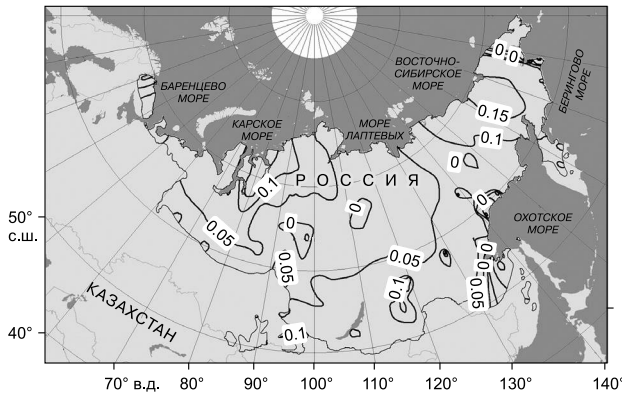 ВОСТОЧНО-
СИБИРСКОЕ
МОРЕ
БЕРИНГОВО
МОРЕ
БАРЕНЦЕВО
МОРЕ
КАРСКОЕ
МОРЕ
МОРЕ
ЛАПТЕВЫХ
0.15
0.1
0
РОССИЯ
0.1
0
0
0
0.05
50°
с.ш.
ОХОТСКОЕ
МОРЕ
0.05
0.05
0.1
0.05
КАЗАХСТАН
0.1
40°
70° в.д. 80° 90° 100° 110° 120° 130° 140°